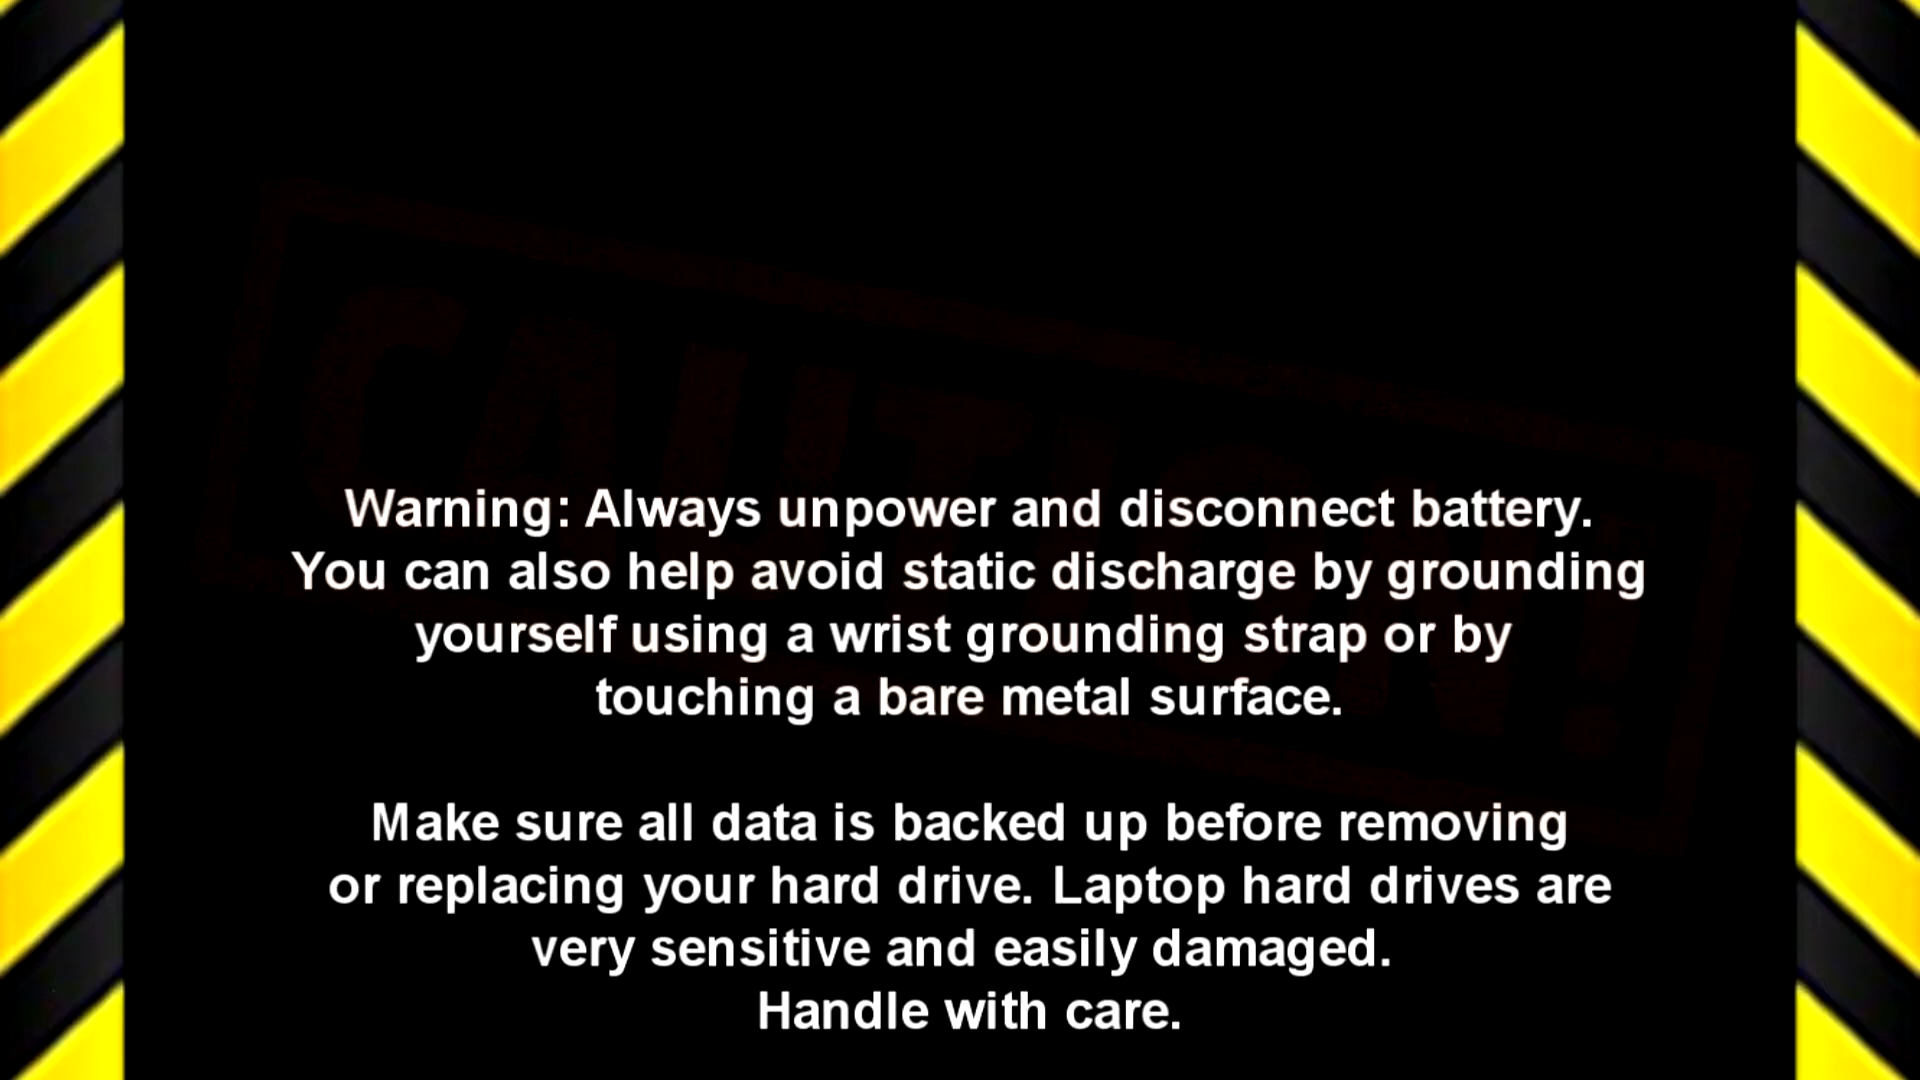 CAUTION!
Warning: Always unpower and disconnect battery.
You can also help avoid static discharge by grounding
yourself using a wrist grounding strap or by
touching a bare metal surface.
Make sure all data is backed up before removing
or replacing your hard drive. Laptop hard drives are
very sensitive and easily damaged.
Handle with care.